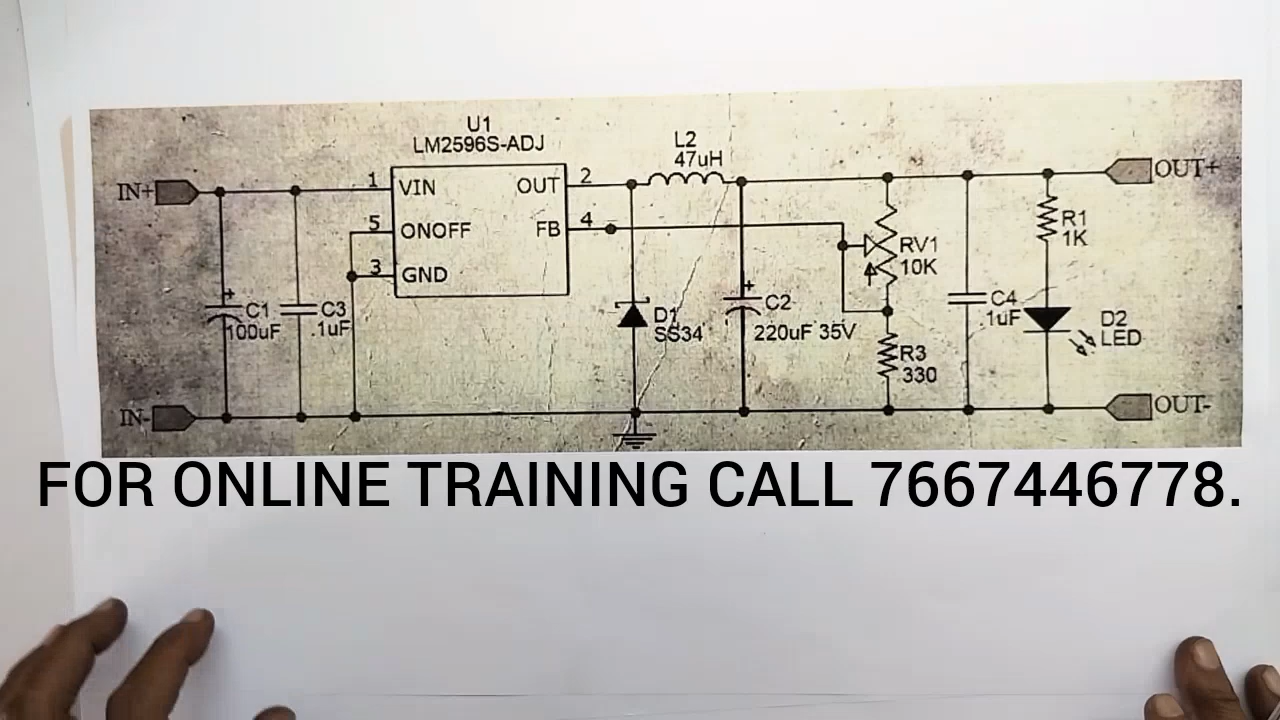 U1
LM2596S-ADJ
L2
47uH
IN+
1
VIN
OUT
2
OUT+
5
ONOFF
FB
4
R1
1K
RV1
10K
3
GND
C1
100uF
C3
.1uF
D1
SS34
C2
220uF 35V
C4
.1uF
D2
LED
R3
330
IN-
OUT-
FOR ONLINE TRAINING CALL 7667446778.